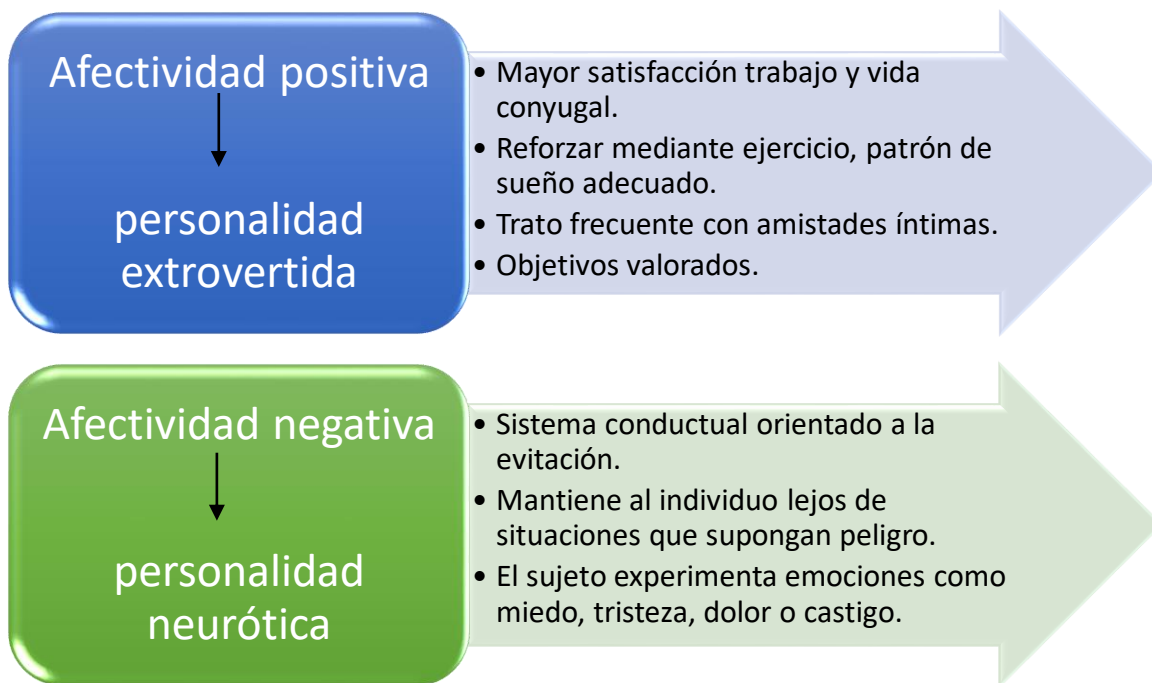 Afectividad positiva
personalidad
extrovertida
• Mayor satisfacción trabajo y vida
conyugal.
• Reforzar mediante ejercicio, patrón de
sueño adecuado.
• Trato frecuente con amistades íntimas.
• Objetivos valorados.
Afectividad negativa
personalidad
neurótica
• Sistema conductual orientado a la
evitación.
• Mantiene al individuo lejos de
situaciones que supongan peligro.
• El sujeto experimenta emociones como
miedo, tristeza, dolor o castigo.